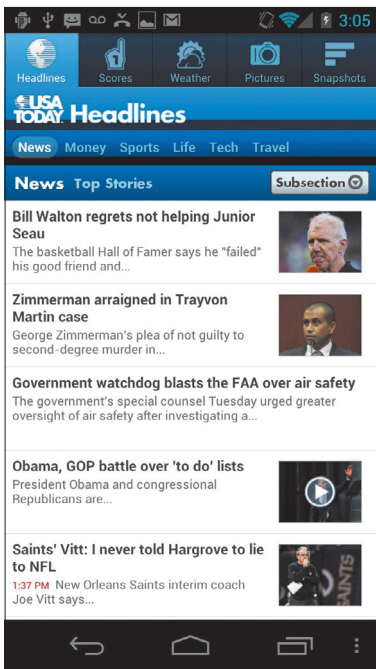 3:05
Headlines
Scores
Weather
Pictures
Snapshots
USA
TODAY. Headlines
News Money Sports Life Tech Travel
News Top Stories
Subsection
Bill Walton regrets not helping Junior
Seau
The basketball Hall of Famer says he "failed"
his good friend and...
Zimmerman arraigned in Trayvon
Martin case
George Zimmerman's plea of not guilty to
second-degree murder in...
Government watchdog blasts the FAA over air safety
The government's special counsel Tuesday urged greater
oversight of air safety after investigating a...
Obama, GOP battle over 'to do' lists
President Obama and congressional
Republicans are...
Saints' Vitt: I never told Hargrove to lie
to NFL
1:37 PM New Orleans Saints interim coach
Joe Vitt says...
SAINTS